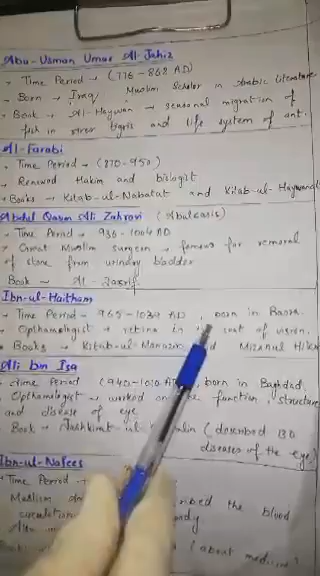 Abu-Usman Umar Al-Jahiz
Time Period → (776-868 AD)
Born → Iraq, Muslim Scholar in Arabic literature
Book → Al-Haywan → seasonal migration of
fish in river tigris and life system of ant.
Al-Farabi
Time Period → (870-950)
Renowned Hakim and biologist
Books → Kitab-ul-Nabatat and Kitab-ul-Haywanat
Abdul Qasim Ali Zahravi (Abulcasis)
Time Period → 936-1004 AD
Great Muslim surgeon → famous for removal
of stone from urinary bladder
Book → Al-Tasrif
Ibn-ul-Haitham
Time Period → 965-1039 AD, born in Basra.
Opthamologist → retina is the seat of vision.
Books → Kitab-ul-Manazir Mizanul
Ali bin Isa
Time Period (940-1010 AD), born in Baghdad
Opthamologist → worked on the function, structure
and disease of eye
Book → (described 130
diseases of the eye
Ibn-ul-Nafees
Time Period →
Muslim the blood
circulation
(about medicine)